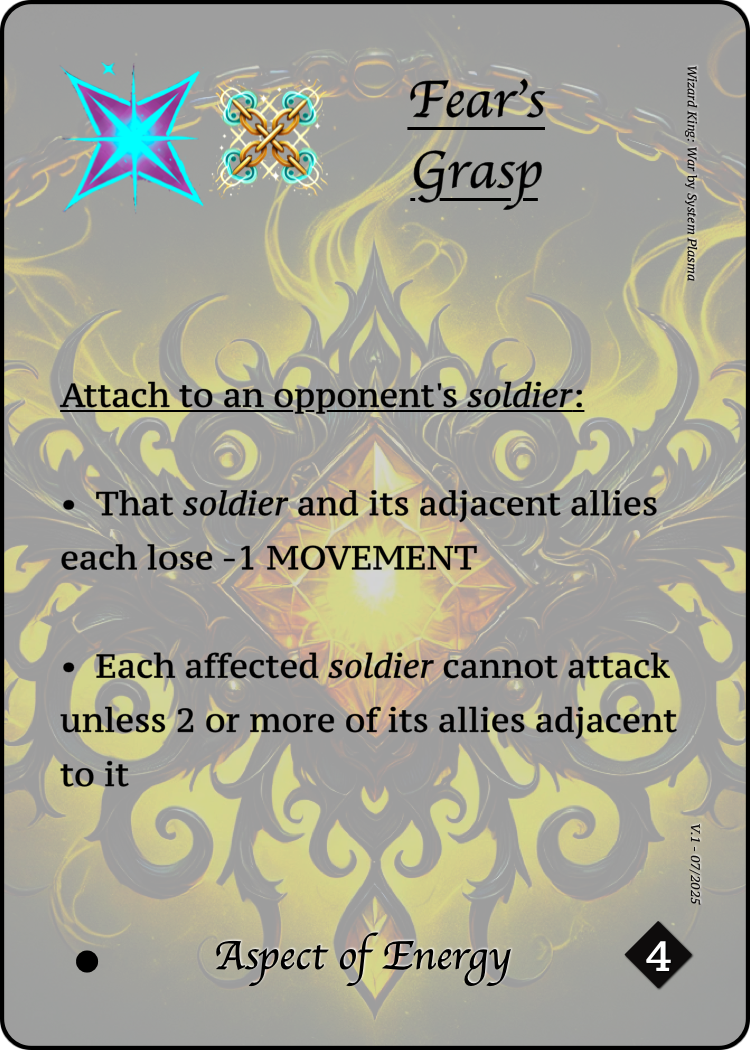 Fear's
Grasp
Wizard King: War by System Plasma
Attach to an opponent's soldier:
• That soldier and its adjacent allies
each lose -1 MOVEMENT
• Each affected soldier cannot attack
unless 2 or more of its allies adjacent
to it
V.1 - 07/2025
Aspect of Energy
4